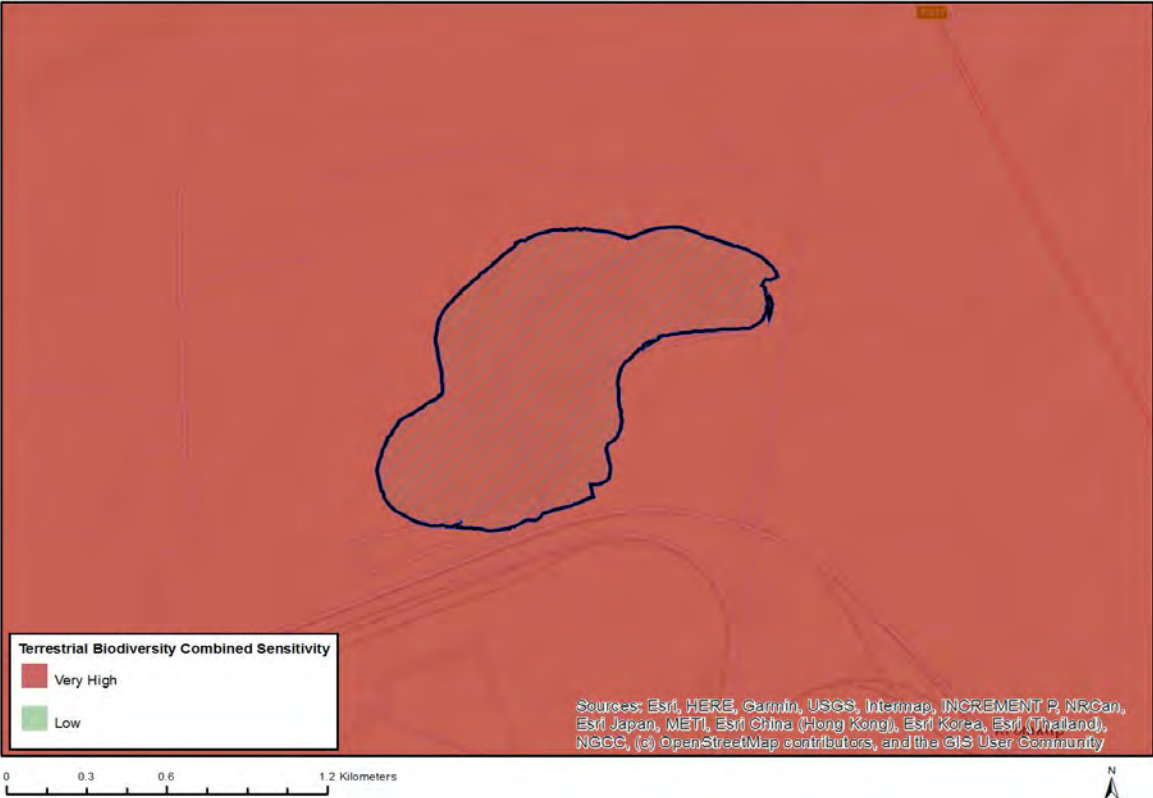 Terrestrial Biodiversity Combined Sensitivity
Very High
Low
Sources: Esri, HERE, Garmin, USGS, Intermap, INCREMENT P, NRCan,
Esri Japan, METI, Esri China (Hong Kong), Esri Korea, Esri (Thailand),
NGCC, (c) OpenStreetMap contributors, and the GIS User Community
0 0.3 0.6 1.2 Kilometers
N